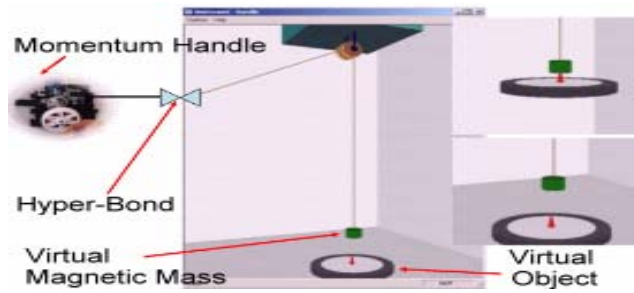 Momentum Handle
Hyper-Bond
Virtual
Magnetic Mass
Virtual
Object